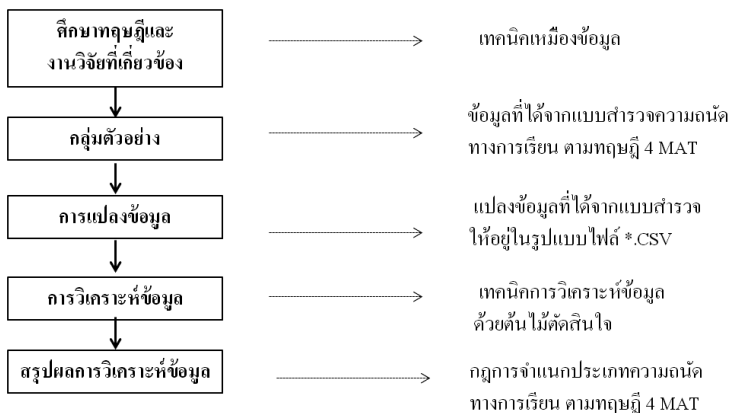 ศึกษาทฤษฎีและ
งานวิจัยที่เกี่ยวข้อง
เทคนิคเหมืองข้อมูล
กลุ่มตัวอย่าง
ข้อมูลที่ได้จากแบบสำรวจความถนัด
ทางการเรียน ตามทฤษฎี 4 MAT
การแปลงข้อมูล
แปลงข้อมูลที่ได้จากแบบสำรวจ
ให้อยู่ในรูปแบบไฟล์ *.CSV
การวิเคราะห์ข้อมูล
เทคนิคการวิเคราะห์ข้อมูล
ด้วยต้นไม้ตัดสินใจ
สรุปผลการวิเคราะห์ข้อมูล
กฎการจำแนกประเภทความถนัด
ทางการเรียน ตามทฤษฎี 4 MAT